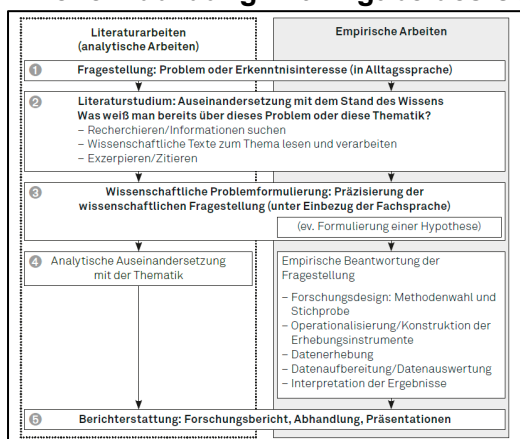 Literaturarbeiten
(analytische Arbeiten)
Empirische Arbeiten
1 Fragestellung: Problem oder Erkenntnisinteresse (in Alltagssprache)
2 Literaturstudium: Auseinandersetzung mit dem Stand des Wissens
Was weiß man bereits über dieses Problem oder diese Thematik?
– Recherchieren/Informationen suchen
– Wissenschaftliche Texte zum Thema lesen und verarbeiten
– Exzerpieren/Zitieren
3 Wissenschaftliche Problemformulierung: Präzisierung der
wissenschaftlichen Fragestellung (unter Einbezug der Fachsprache)
(ev. Formulierung einer Hypothese)
4 Analytische Auseinandersetzung
mit der Thematik
Empirische Beantwortung der
Fragestellung
– Forschungsdesign: Methodenwahl und
Stichprobe
– Operationalisierung/Konstruktion der
Erhebungsinstrumente
– Datenerhebung
– Datenaufbereitung/Datenauswertung
– Interpretation der Ergebnisse
5 Berichterstattung: Forschungsbericht, Abhandlung, Präsentationen